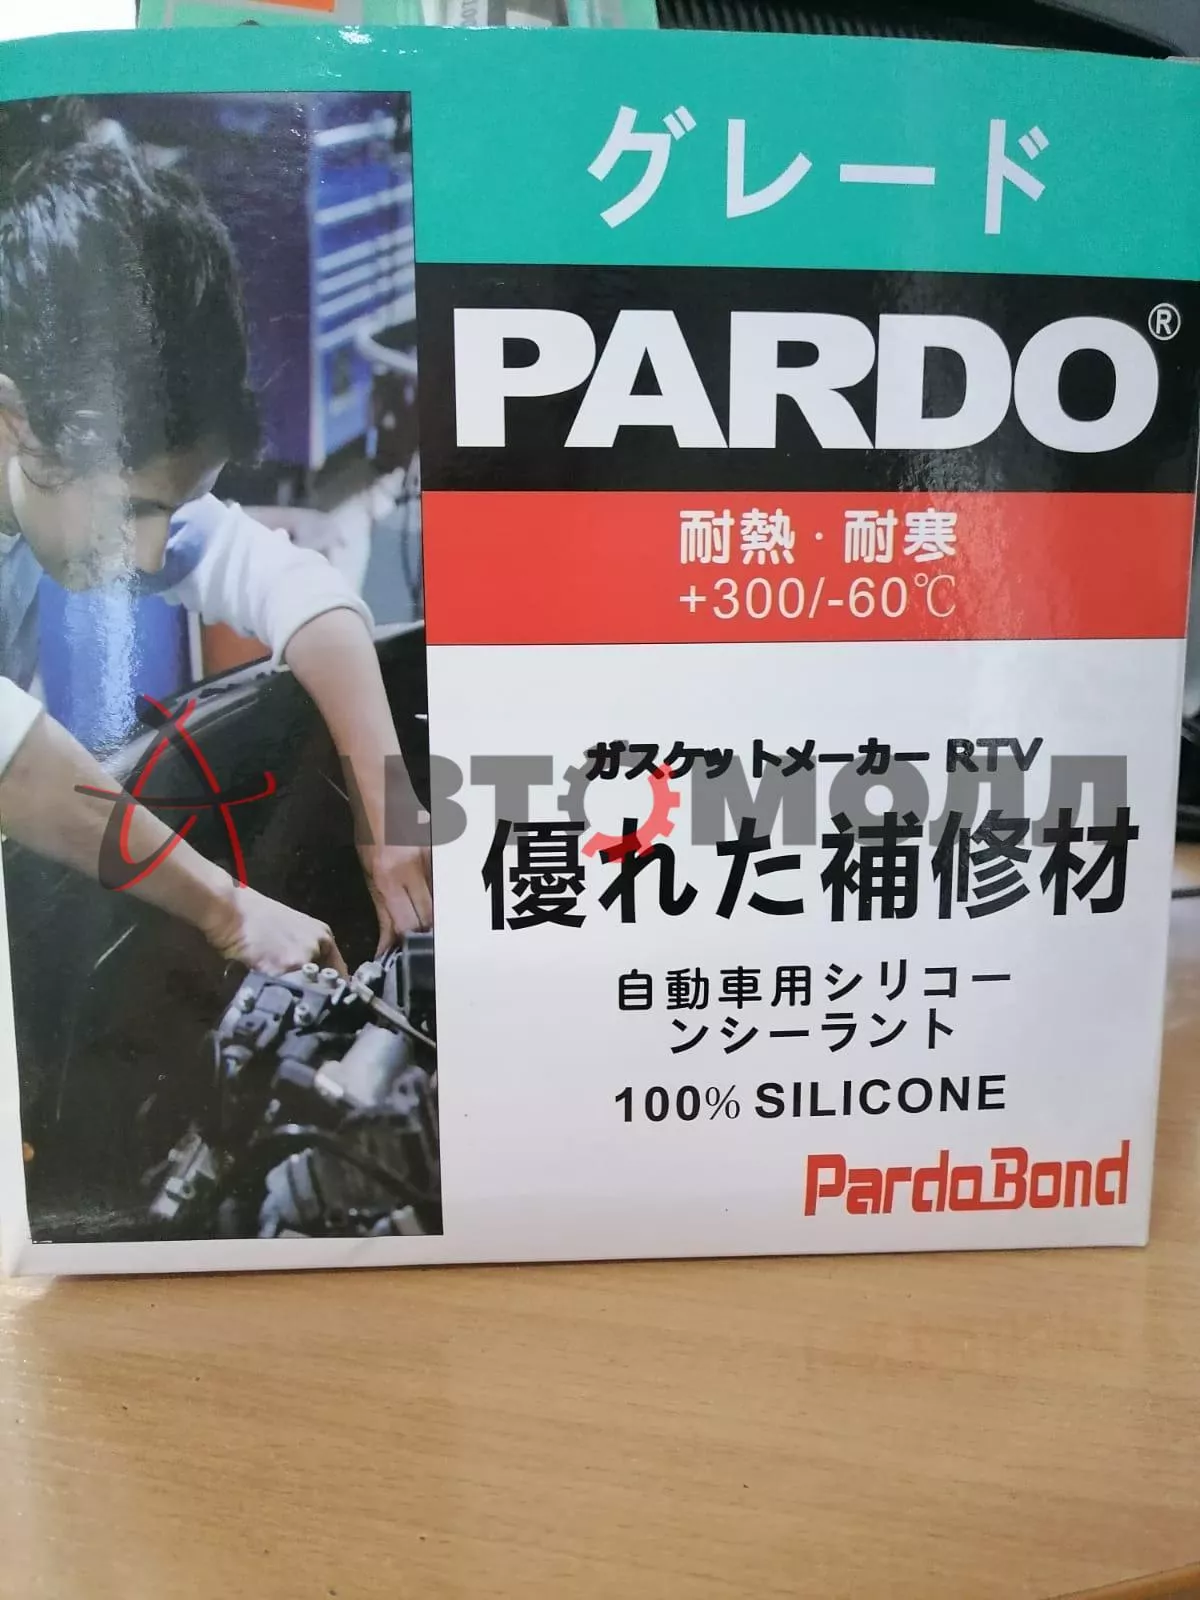 グレード
PARDO®
耐熱・耐寒
+300/-60℃
ガスケットメーカー RTV
АВТОМОЛЛ
優れた補修材
自動車用シリコー
ンシーラント
100% SILICONE
PardoBond